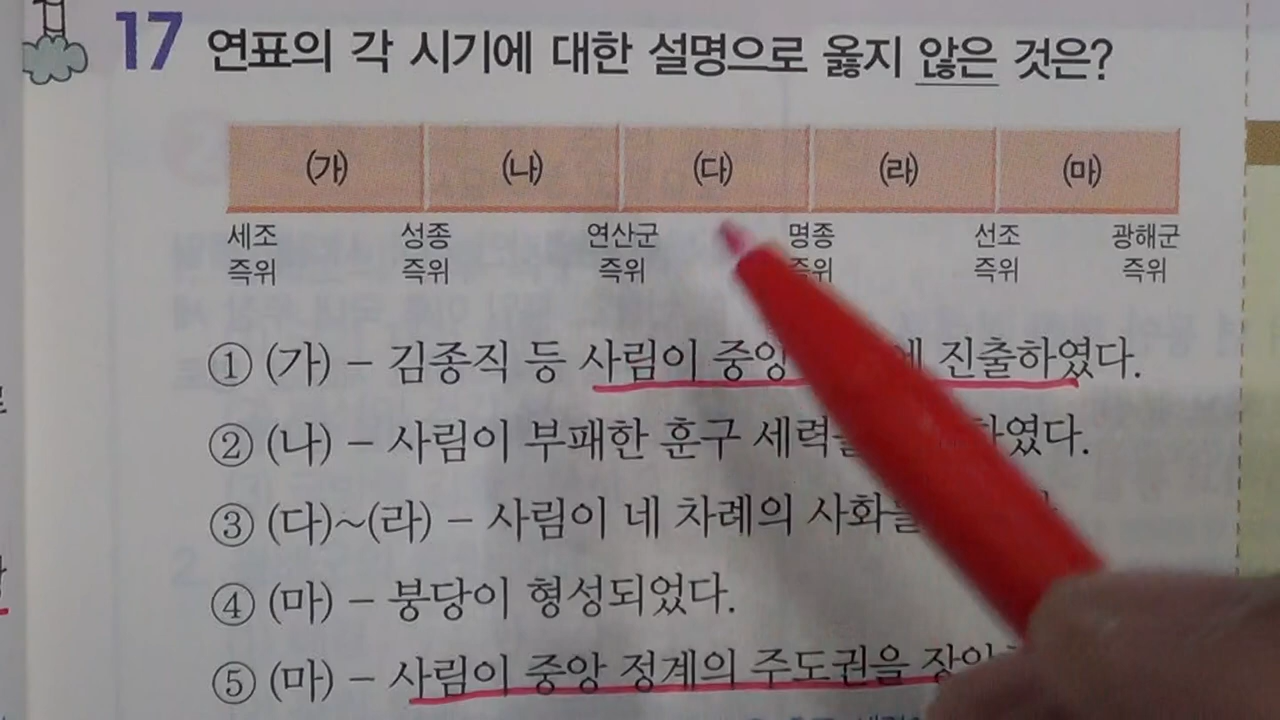 17 연표의 각 시기에 대한 설명으로 옳지 않은 것은?
(가) (나) (다) (라) (마)
세조 성종 연산군 명종 선조 광해군
즉위 즉위 즉위 즉위 즉위 즉위
① (가) – 김종직 등 사림이 중앙 진출하였다.
② (나) – 사림이 부패한 훈구 세력을
③ (다)~(라) – 사림이 네 차례의 사화를
④ (마) – 붕당이 형성되었다.
⑤ (마) – 사림이 중앙 정계의 주도권을